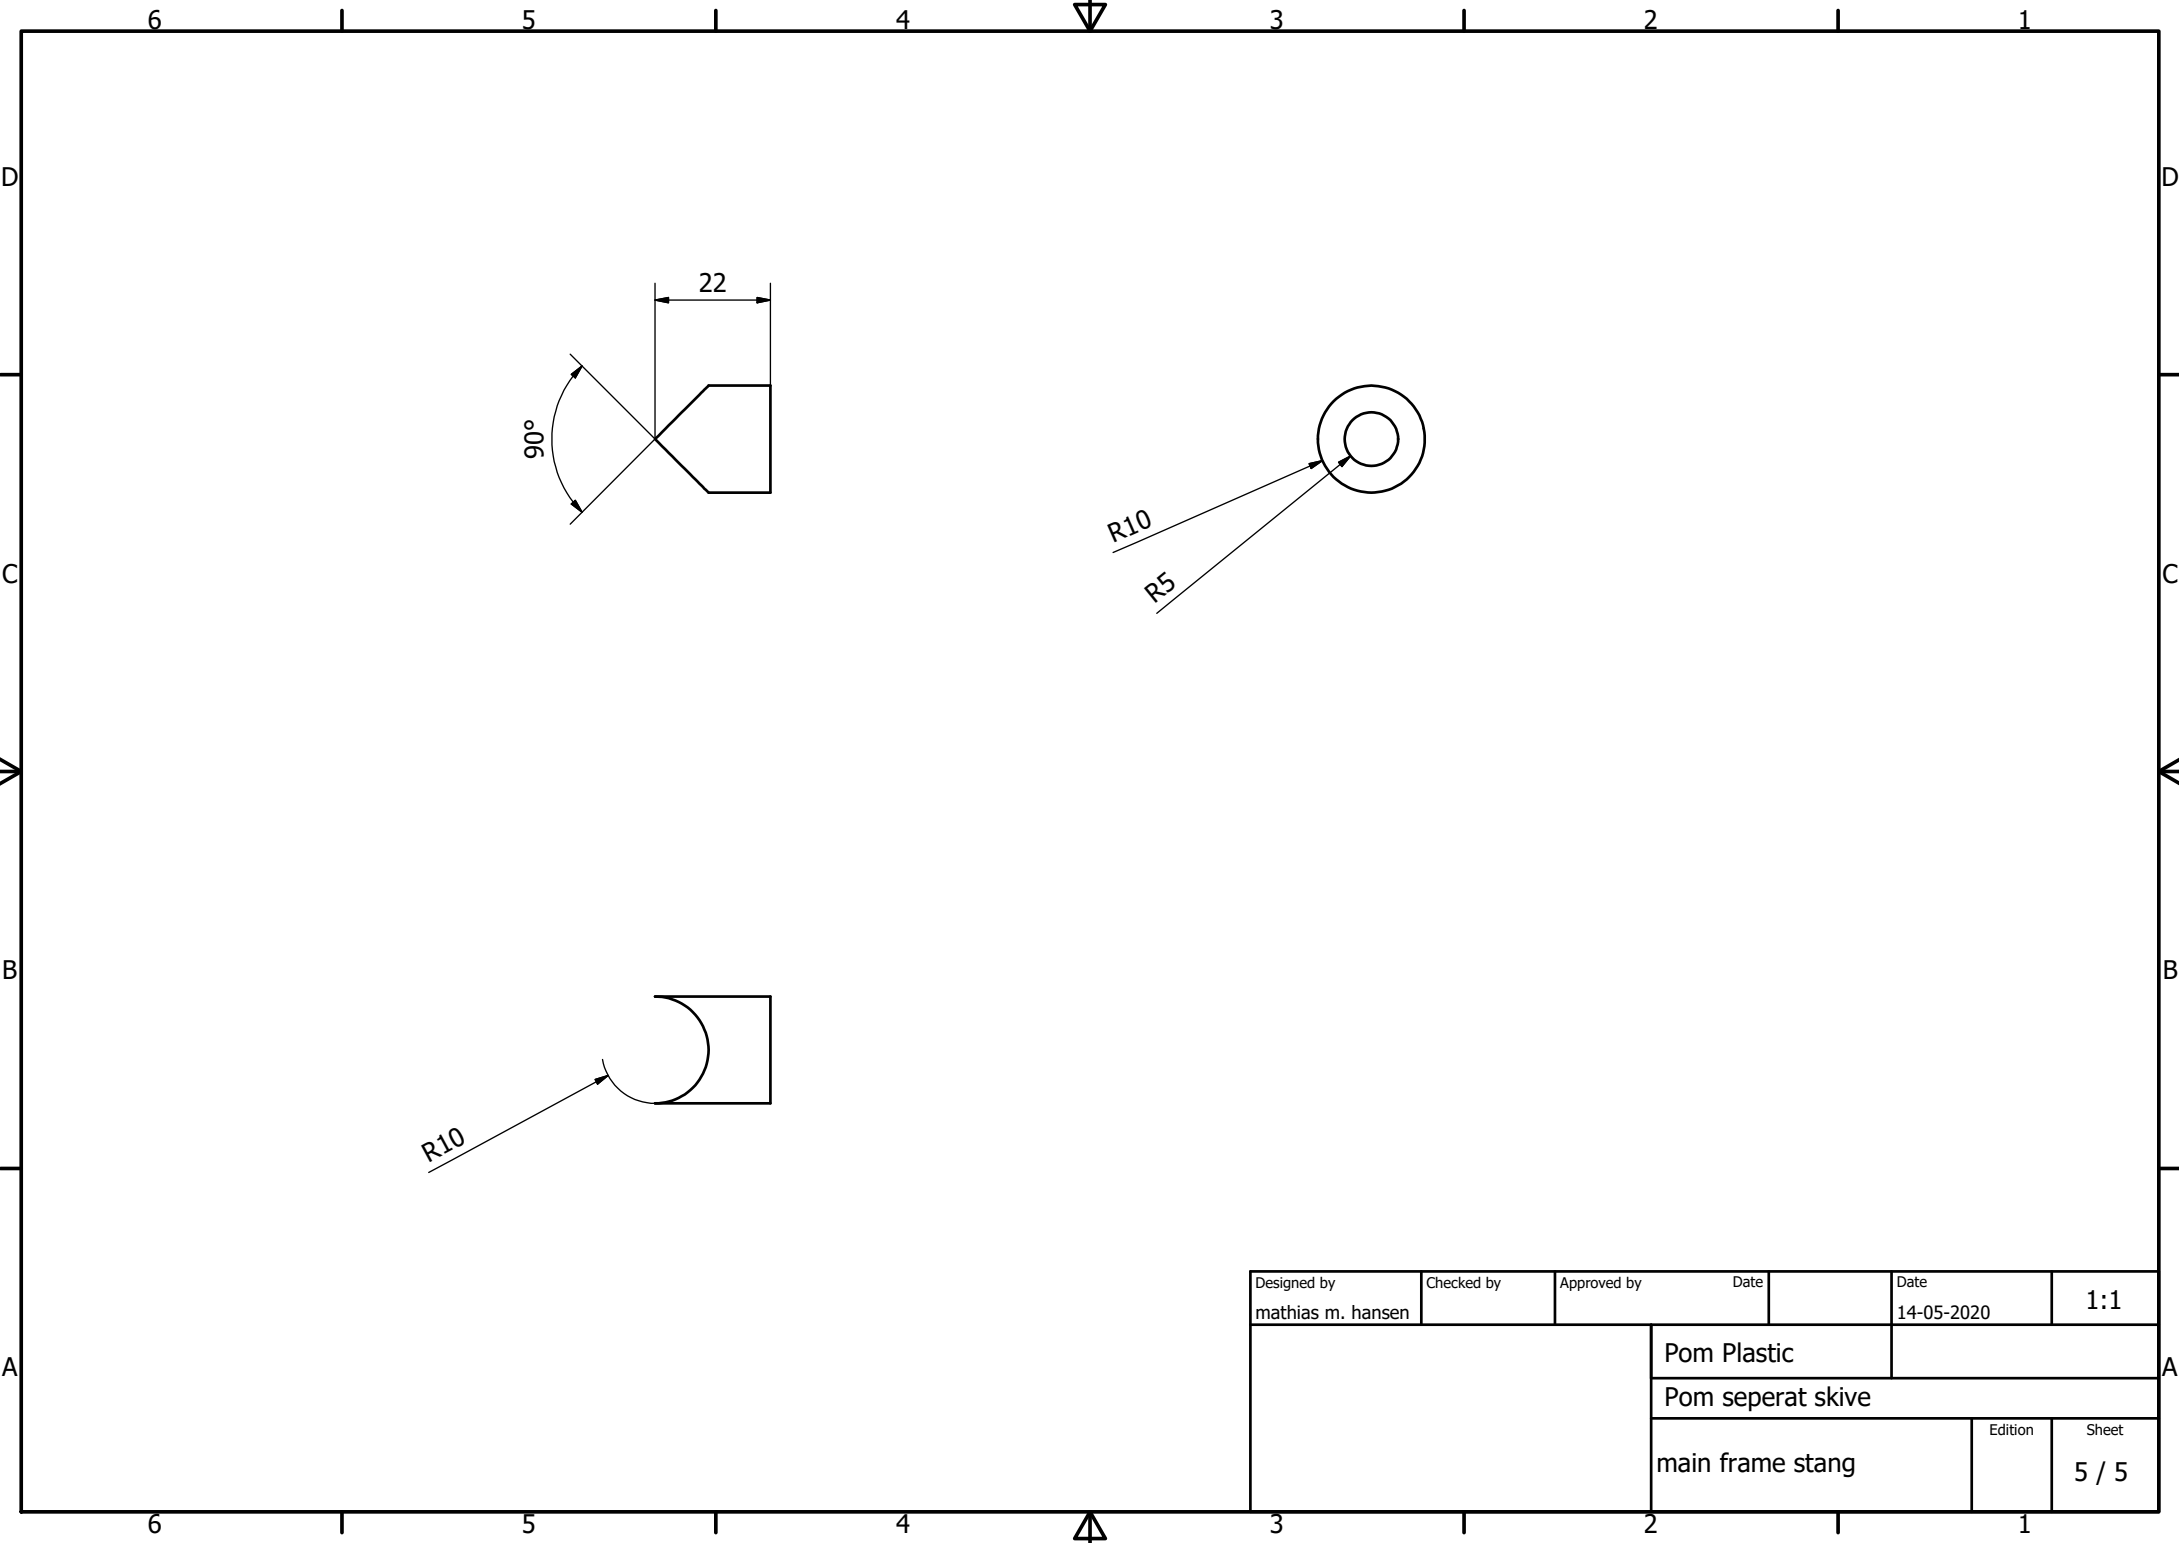 6 5 4 3 2 1
D D
22
90°
R10
C C
R5
B B
R10
Designed by Checked by Approved by Date Date
mathias m. hansen 14-05-2020 1:1
A Pom Plastic A
Pom seperat skive
Edition Sheet
main frame stang 5 / 5
6 5 4 3 2 1